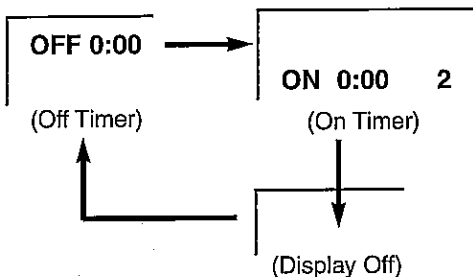 OFF 0:00
(Off Timer)
ON 0:00 2
(On Timer)
(Display Off)